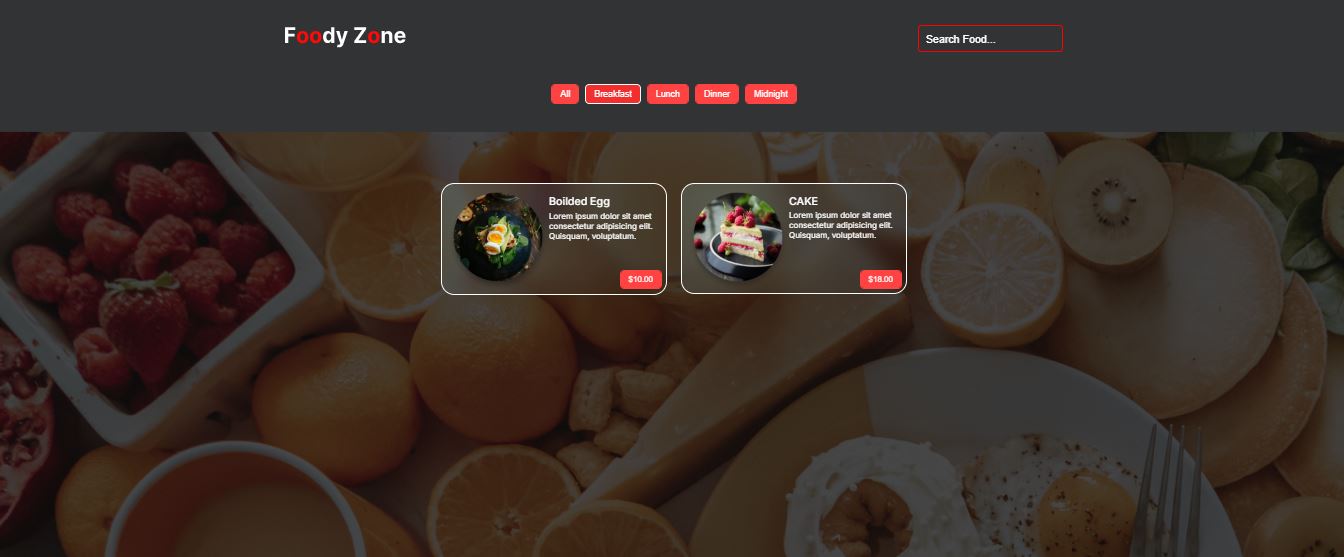 Foody Zone
Search Food...
All
Breakfast
Lunch
Dinner
Midnight
Boilded Egg
Lorem ipsum dolor sit amet
consectetur adipisicing elit.
Quisquam, voluptatum.
$10.00
CAKE
Lorem ipsum dolor sit amet
consectetur adipisicing elit.
Quisquam, voluptatum.
$18.00